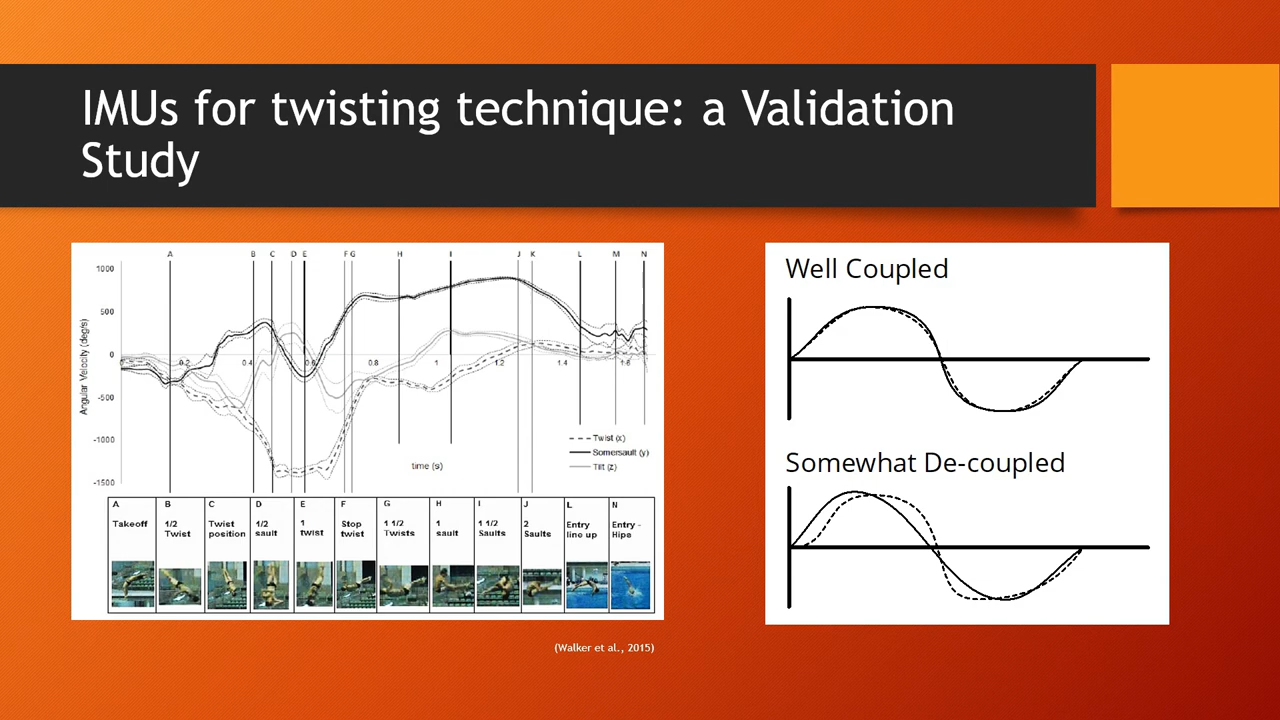 IMUs for twisting technique: a Validation
Study
A B C D E F G H I J K L M N
1000
500
0
-500
-1000
-1500
Angular Velocity (deg/s)
0.2 0.4 0.6 0.8 1 1.2 1.4 1.6
time (s)
Twist (x)
Somersault (y)
Tilt (z)
A B C D E F G H I J L N
Takeoff 1/2 Twist 1/2 1 Stop 1 1/2 1 1 1/2 2 Entry Entry -
Twist position sault twist twist Twists sault Saults Saults line up Hips
Well Coupled
Somewhat De-coupled
(Walker et al., 2015)